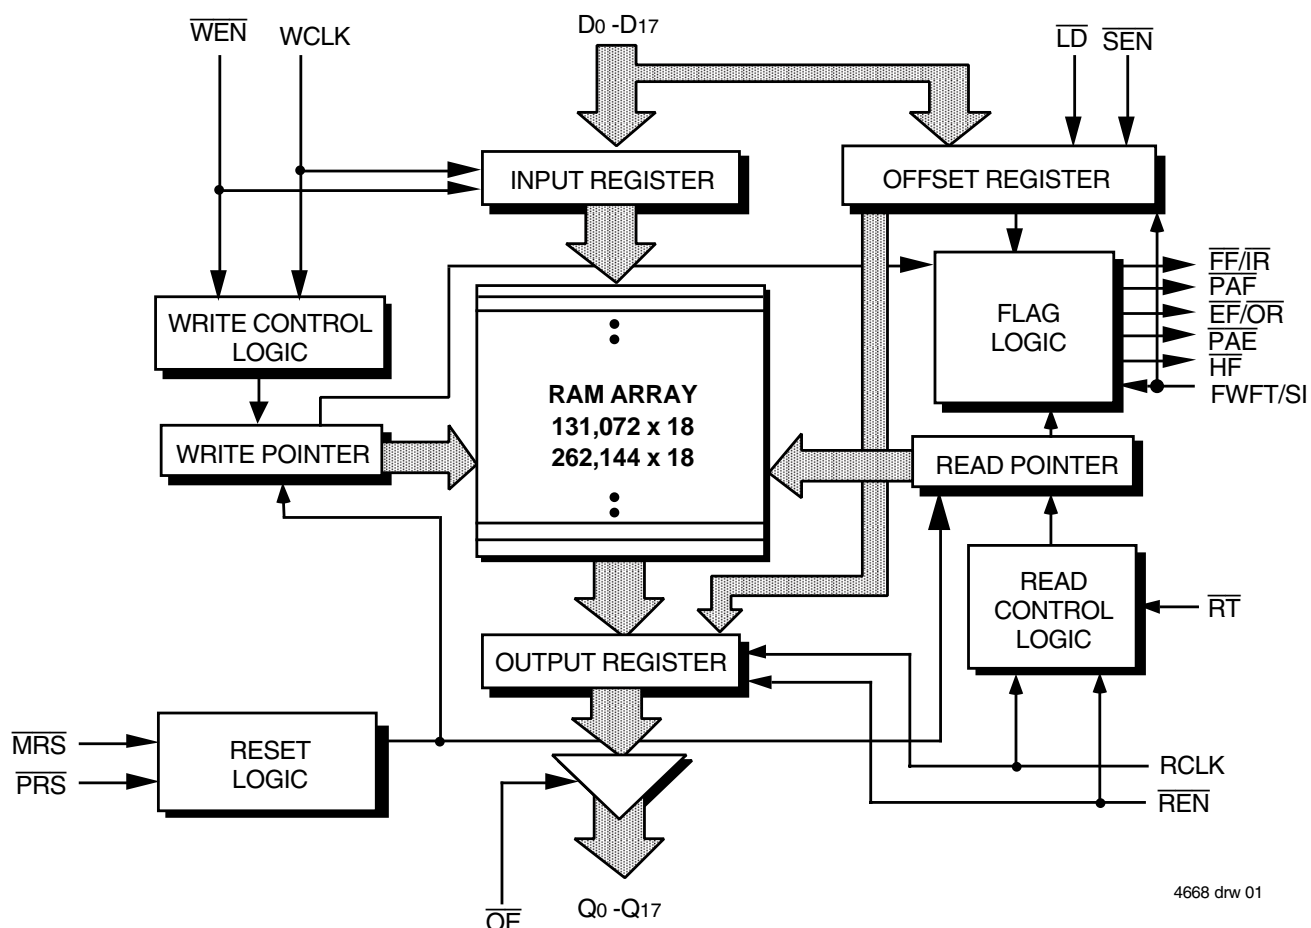 WEN
WCLK
D0 -D17
LD
SEN
INPUT REGISTER
OFFSET REGISTER
WRITE CONTROL
LOGIC
FLAG
LOGIC
FF/IR
PAF
EF/OR
PAE
HF
FWFT/SI
RAM ARRAY
131,072 x 18
262,144 x 18
WRITE POINTER
READ POINTER
READ
CONTROL
LOGIC
RT
OUTPUT REGISTER
MRS
PRS
RESET
LOGIC
RCLK
REN
OE
Q0 -Q17
4668 drw 01